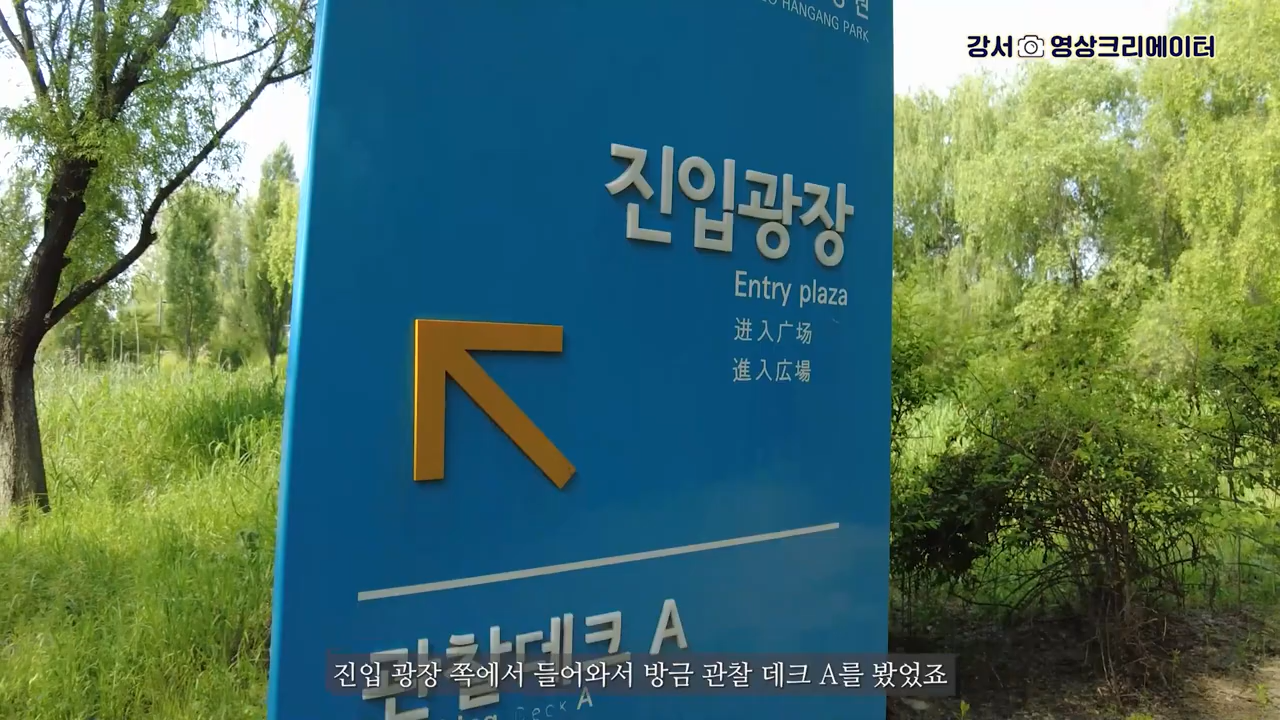 HANGANG PARK
강서 영상크리에이터
진입광장
Entry plaza
进入广场
進入広場
관찰데크 A
Deck A
진입 광장 쪽에서 들어와서 방금 관찰 데크 A를 봤었죠